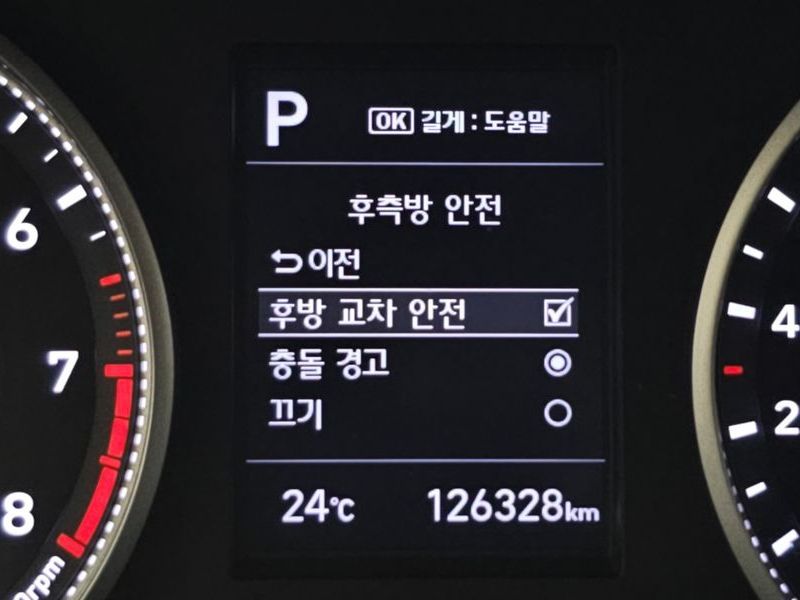 P
OK 길게 : 도움말
후측방 안전
이전
후방 교차 안전
충돌 경고
끄기
24℃ 126328km
6
7
8
0rpm
4
2